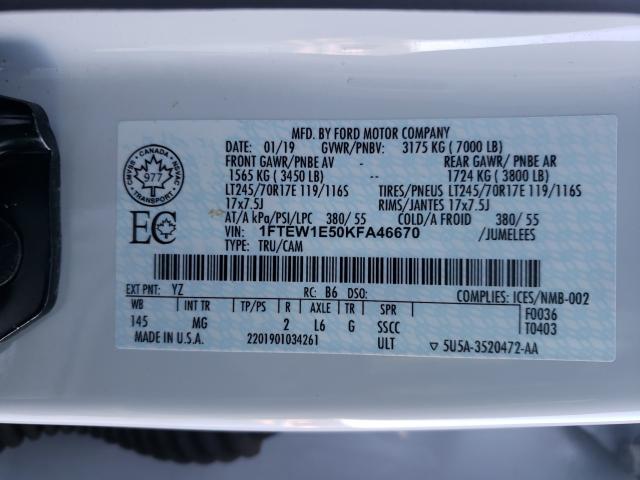 MFD. BY FORD MOTOR COMPANY
DATE: 01/19 GVWR/PNBV: 3175 KG ( 7000 LB)
FRONT GAWR/PNBE AV - REAR GAWR/ PNBE AR
1565 KG ( 3450 LB) -- 1724 KG ( 3800 LB)
LT245/70R17E 119/116S TIRES/PNEUS LT245/70R17E 119/116S
17x7.5J RIMS/JANTES 17x7.5J
AT/A kPa/PSI/LPC 380/ 55 COLD/A FROID 380/ 55
VIN: 1FTEW1E50KFA46670 /JUMELEES
TYPE: TRU/CAM
CANADA
977
TRANSPORT
EC
EXT PNT: YZ RC: B6 DSO: COMPLIES: ICES/NMB-002
WB INT TR TP/PS R AXLE TR SPR F0036
145 MG 2 L6 G SSCC T0403
MADE IN U.S.A. 2201901034261 ULT ▽ 5U5A-3520472-AA